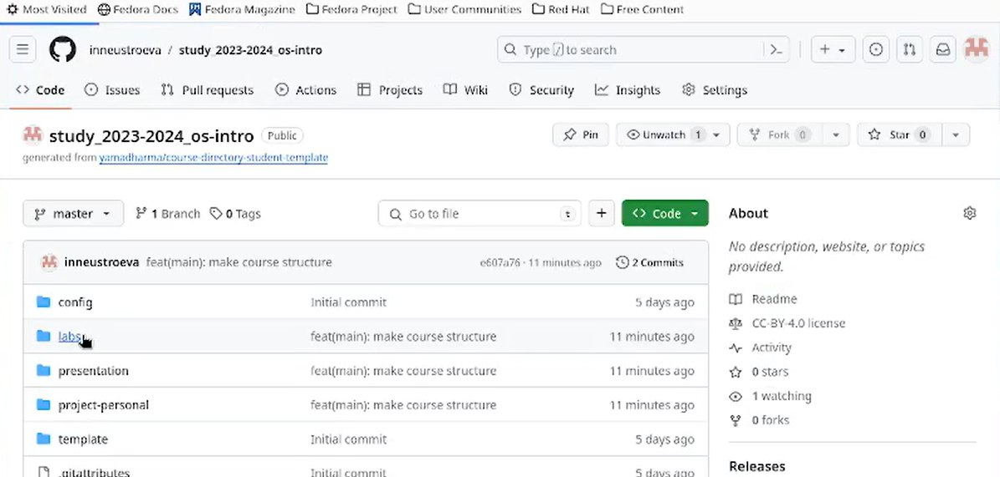 Most Visited Fedora Docs Fedora Magazine Fedora Project User Communities Red Hat Free Content
inneustroeva / study_2023-2024_os-intro Type / to search
Code Issues Pull requests Actions Projects Wiki Security Insights Settings
study_2023-2024_os-intro Public Pin Unwatch 1 Fork 0 Star 0
generated from yamadharma/course-directory-student-template
master 1 Branch 0 Tags Go to file t + <> Code About
No description, website, or topics
provided.
inneustroeva feat(main): make course structure e607a76 · 11 minutes ago 2 Commits
config Initial commit 5 days ago
labs feat(main): make course structure 11 minutes ago
presentation feat(main): make course structure 11 minutes ago
project-personal feat(main): make course structure 11 minutes ago
template Initial commit 5 days ago
.gitattributes Initial commit 5 days ago
Readme
CC-BY-4.0 license
Activity
0 stars
1 watching
0 forks
Releases